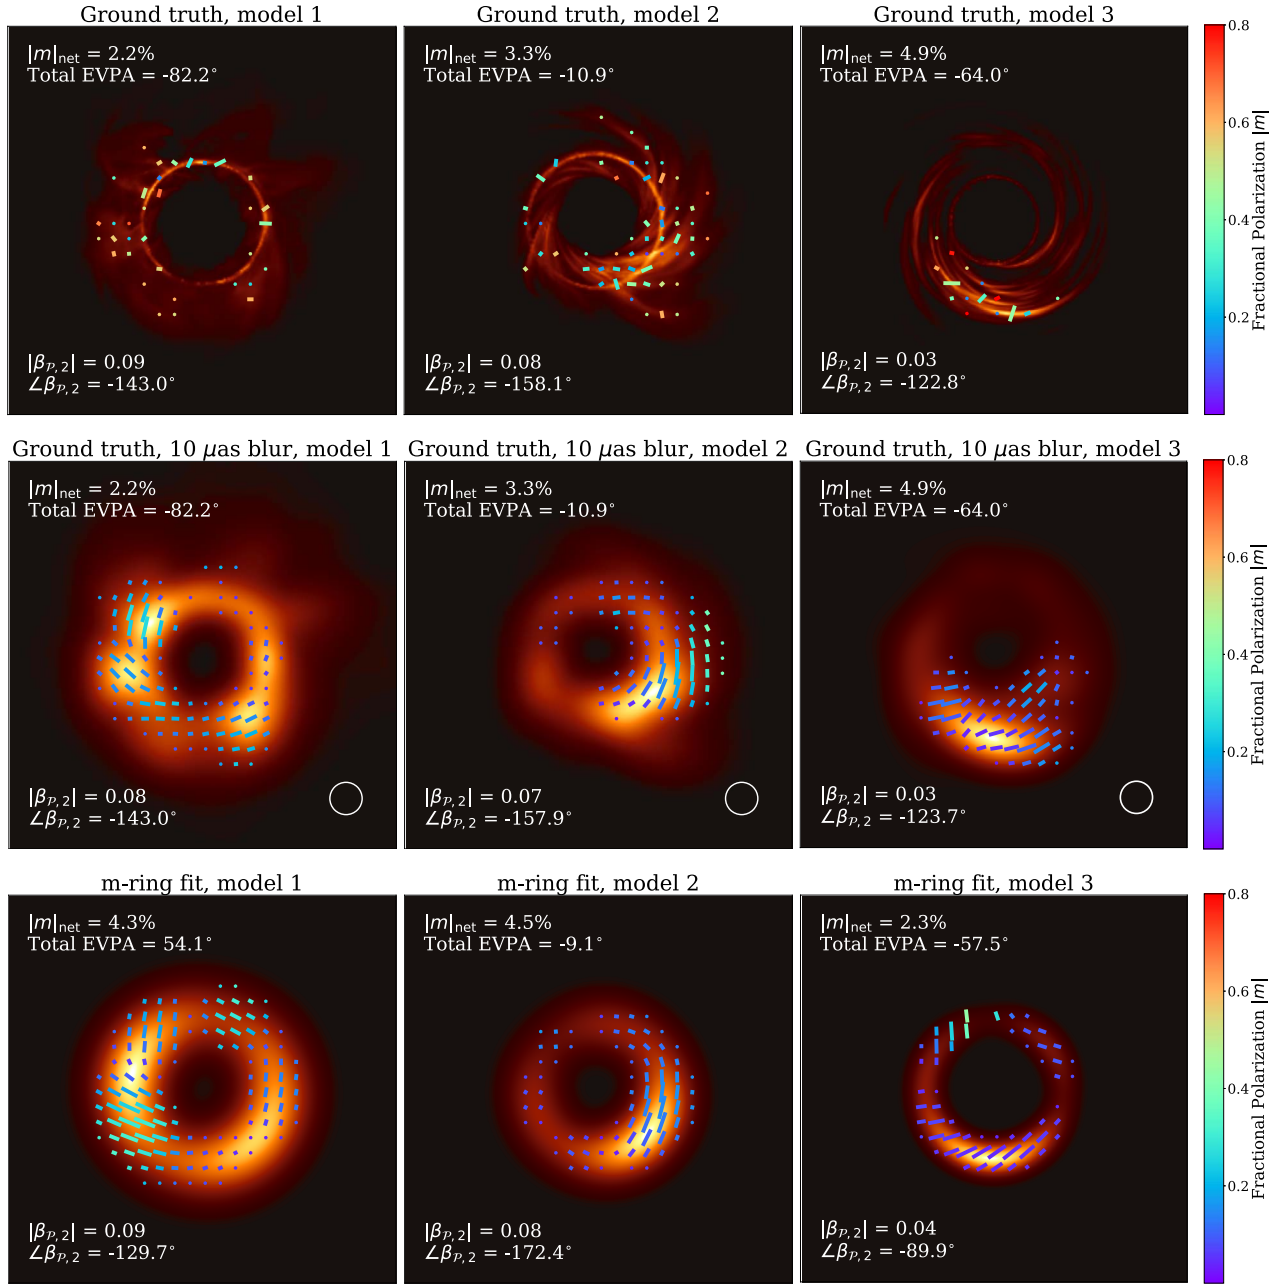 Ground truth, model 1
|m|net = 2.2%
Total EVPA = -82.2°
|β𝒫,2| = 0.09
∠β𝒫,2 = -143.0°
Ground truth, model 2
|m|net = 3.3%
Total EVPA = -10.9°
|β𝒫,2| = 0.08
∠β𝒫,2 = -158.1°
Ground truth, model 3
|m|net = 4.9%
Total EVPA = -64.0°
|β𝒫,2| = 0.03
∠β𝒫,2 = -122.8°
0.8
0.6
0.4
0.2
Fractional Polarization |m|
Ground truth, 10 μas blur, model 1
|m|net = 2.2%
Total EVPA = -82.2°
|β𝒫,2| = 0.08
∠β𝒫,2 = -143.0°
Ground truth, 10 μas blur, model 2
|m|net = 3.3%
Total EVPA = -10.9°
|β𝒫,2| = 0.07
∠β𝒫,2 = -157.9°
Ground truth, 10 μas blur, model 3
|m|net = 4.9%
Total EVPA = -64.0°
|β𝒫,2| = 0.03
∠β𝒫,2 = -123.7°
0.8
0.6
0.4
0.2
Fractional Polarization |m|
m-ring fit, model 1
|m|net = 4.3%
Total EVPA = 54.1°
|β𝒫,2| = 0.09
∠β𝒫,2 = -129.7°
m-ring fit, model 2
|m|net = 4.5%
Total EVPA = -9.1°
|β𝒫,2| = 0.08
∠β𝒫,2 = -172.4°
m-ring fit, model 3
|m|net = 2.3%
Total EVPA = -57.5°
|β𝒫,2| = 0.04
∠β𝒫,2 = -89.9°
0.8
0.6
0.4
0.2
Fractional Polarization |m|